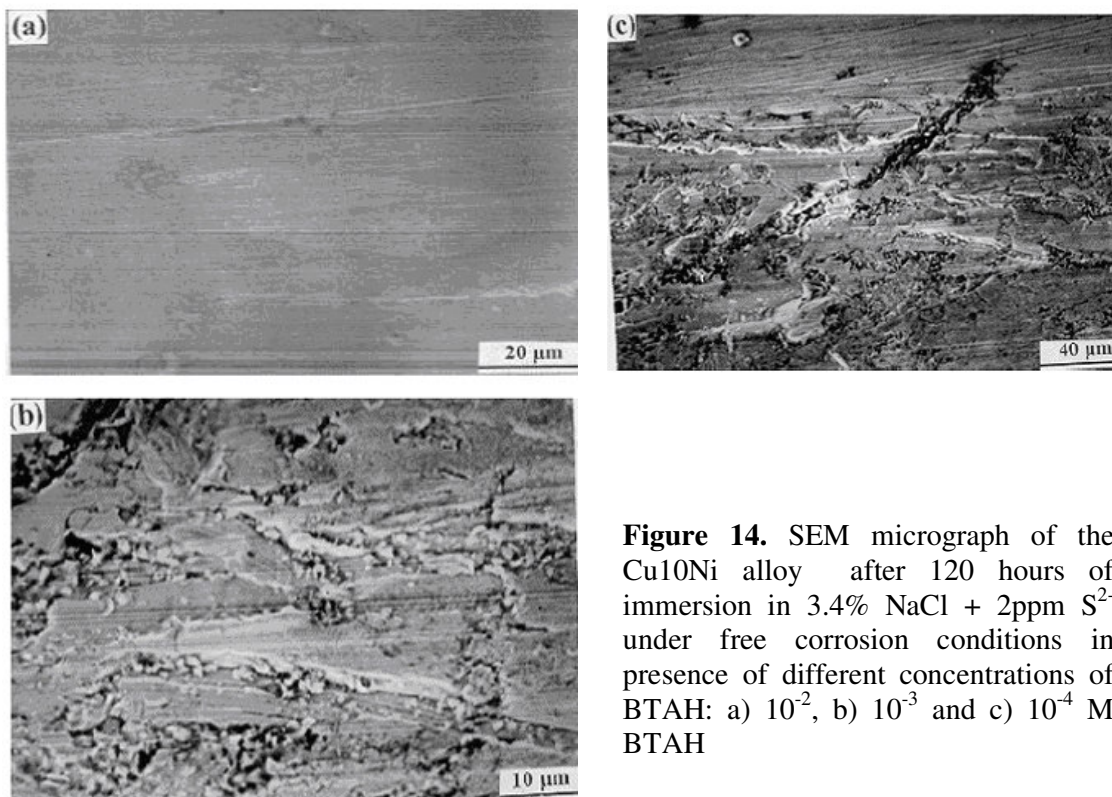 (a)
20 µm
(c)
40 µm
(b)
10 µm
Figure 14. SEM micrograph of the
Cu10Ni alloy after 120 hours of
immersion in 3.4% NaCl + 2ppm S²⁻
under free corrosion conditions in
presence of different concentrations of
BTAH: a) 10⁻², b) 10⁻³ and c) 10⁻⁴ M
BTAH